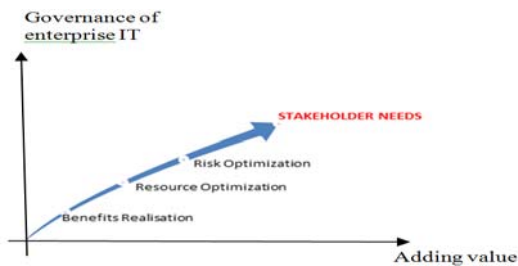 Governance of
enterprise IT
STAKEHOLDER NEEDS
Risk Optimization
Resource Optimization
Benefits Realisation
Adding value